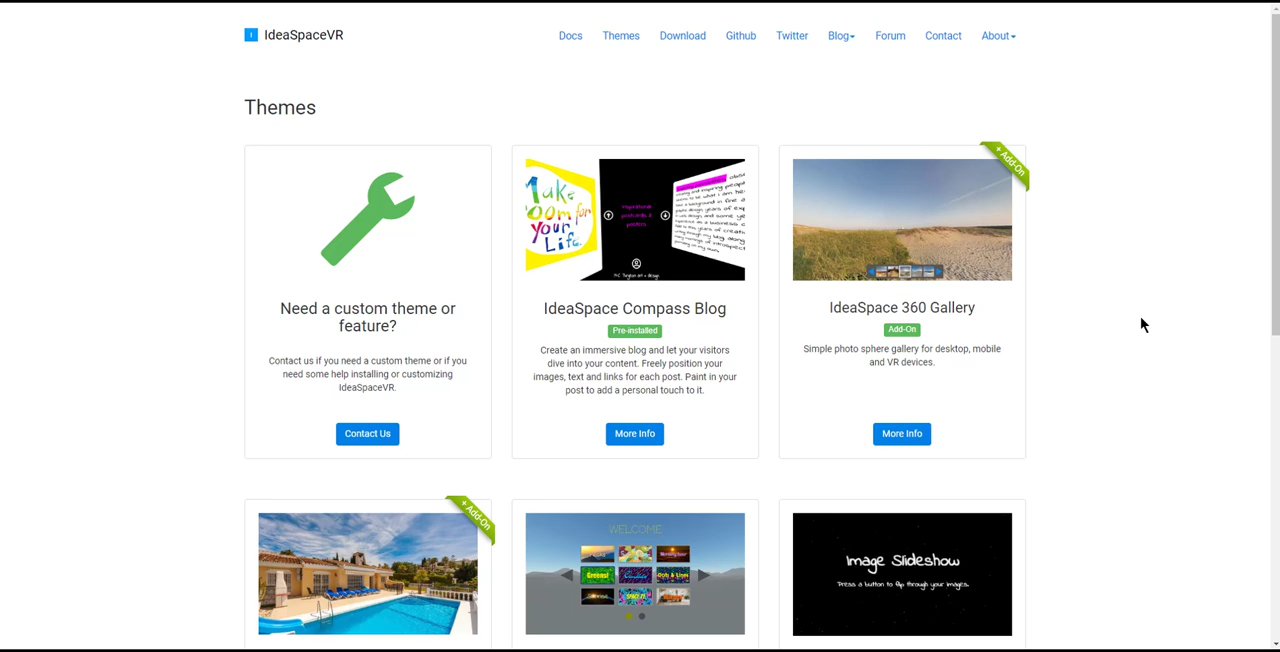 IdeaSpaceVR
Docs Themes Download Github Twitter Blog Forum Contact About
Themes
Need a custom theme or
feature?
Contact us if you need a custom theme or if you
need some help installing or customizing
IdeaSpaceVR.
Contact Us
Make
Room for
your
Life.
IdeaSpace Compass Blog
Pre-installed
Create an immersive blog and let your visitors
dive into your content. Freely position your
images, text and links for each post. Paint in your
post to add a personal touch to it.
More Info
+ Add-On
IdeaSpace 360 Gallery
Add-On
Simple photo sphere gallery for desktop, mobile
and VR devices.
More Info
+ Add-On
WELCOME
Image Slideshow
Press a button to flip through your images.